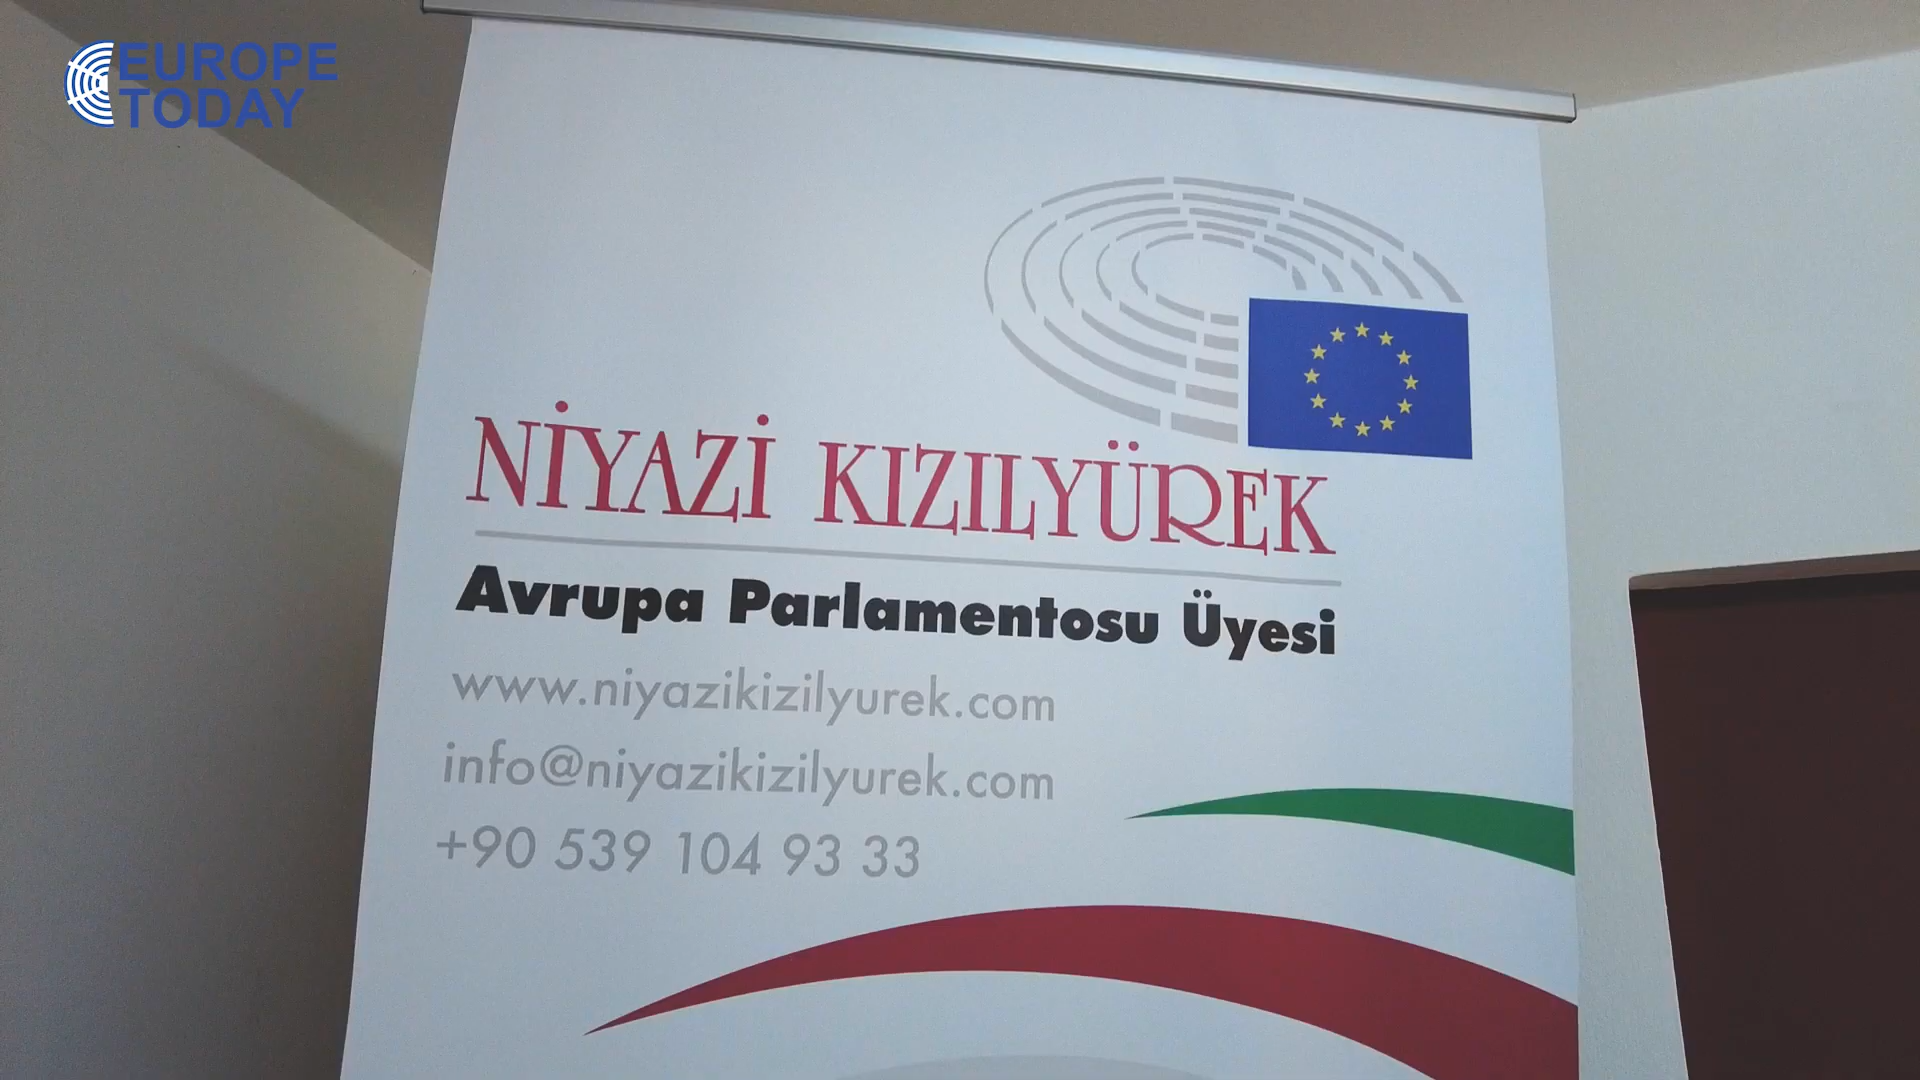 EUROPE
TODAY
NİYAZİ KIZILYÜREK
Avrupa Parlamentosu Üyesi
www.niyazikizilyurek.com
info@niyazikizilyurek.com
+90 539 104 93 33